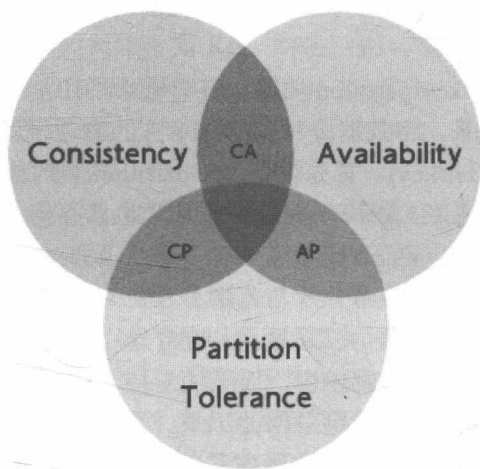 Consistency
CA
Availability
CP
AP
Partition
Tolerance